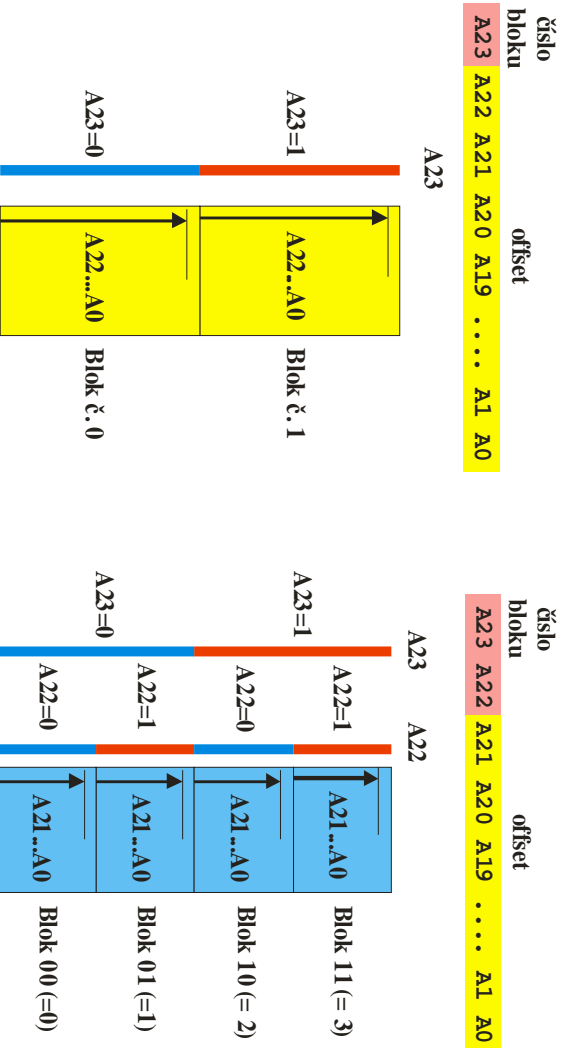 číslo
bloku
offset
A23 A22 A21 A20 A19 .... A1 A0
A23
A23=1
A22...A0
Blok č. 1
A23=0
A22...A0
Blok č. 0
číslo
bloku
offset
A23 A22 A21 A20 A19 .... A1 A0
A23
A22
A23=1
A22=1
A21...A0
Blok 11 (= 3)
A22=0
A21...A0
Blok 10 (= 2)
A23=0
A22=1
A21...A0
Blok 01 (=1)
A22=0
A21...A0
Blok 00 (=0)